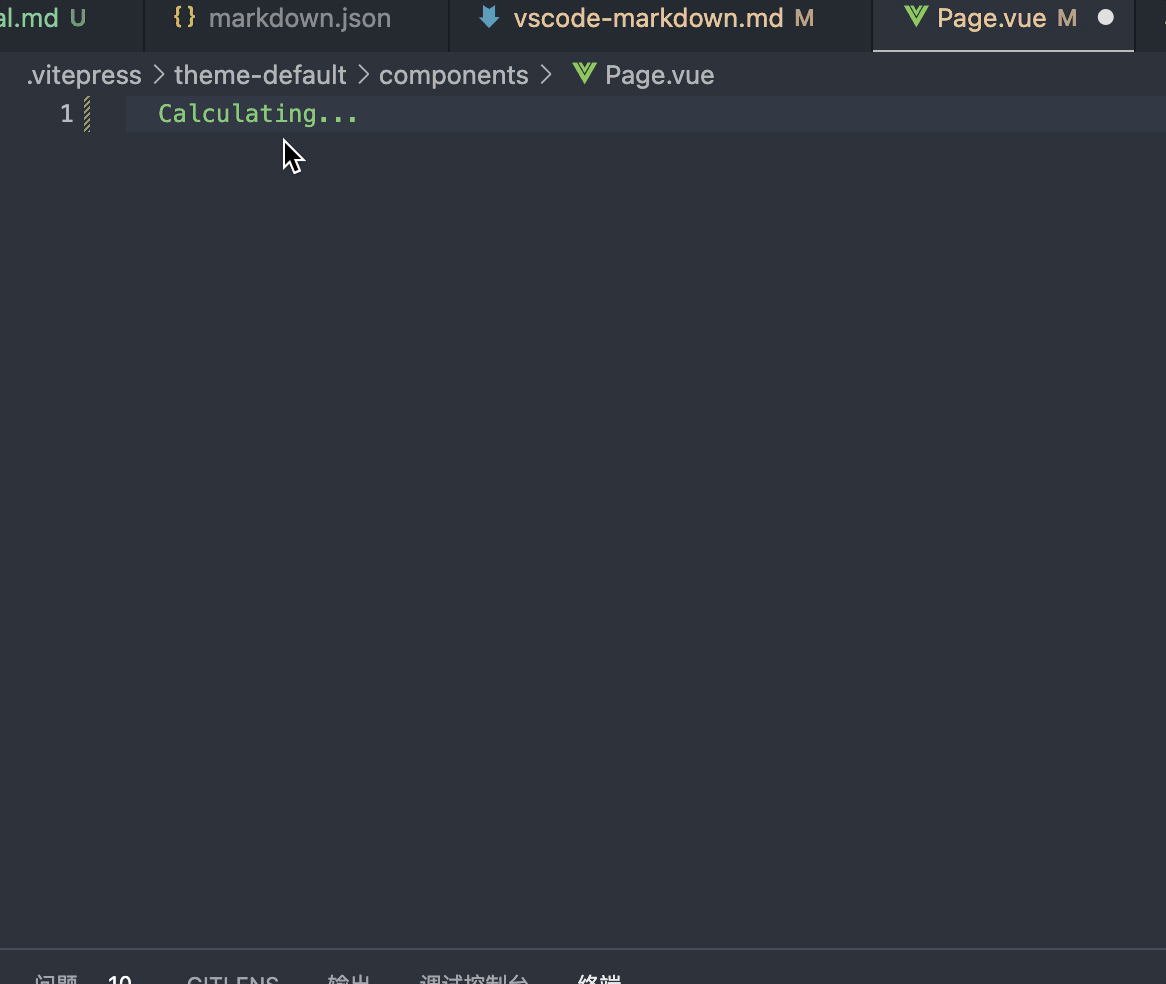 al.md U {} markdown.json vscode-markdown.md M Page.vue M
.vitepress > theme-default > components > Page.vue
1 Calculating...
问题 10 GITLENS 输出 调试控制台 终端